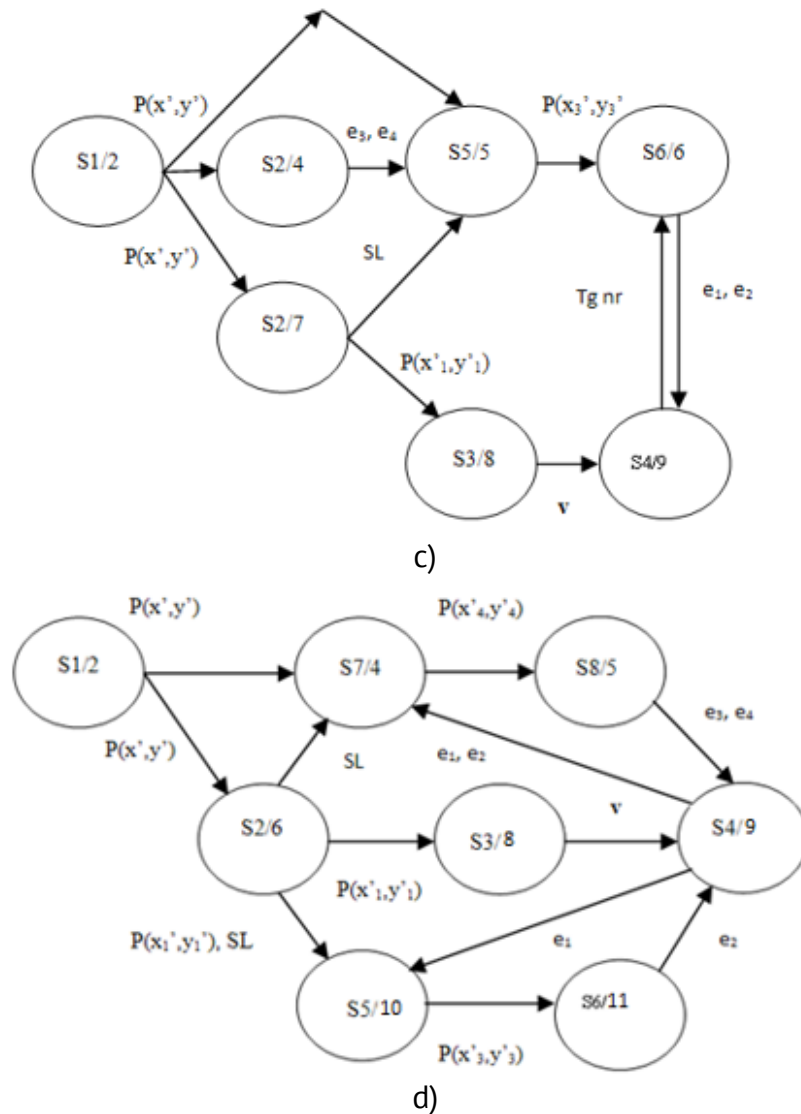 P(x’,y’)
P(x₃’,y₃’
e₃, e₄
S1/2
S2/4
S5/5
S6/6
P(x’,y’)
SL
Tg nr
e₁, e₂
S2/7
P(x’₁,y’₁)
S3/8
S4/9
v
c)
P(x’,y’)
P(x’₄,y’₄)
S1/2
S7/4
S8/5
e₃, e₄
P(x’,y’)
SL
e₁, e₂
v
S2/6
S3/8
S4/9
P(x’₁,y’₁)
P(x₁’,y₁’), SL
e₁
e₂
S5/10
S6/11
P(x’₃,y’₃)
d)